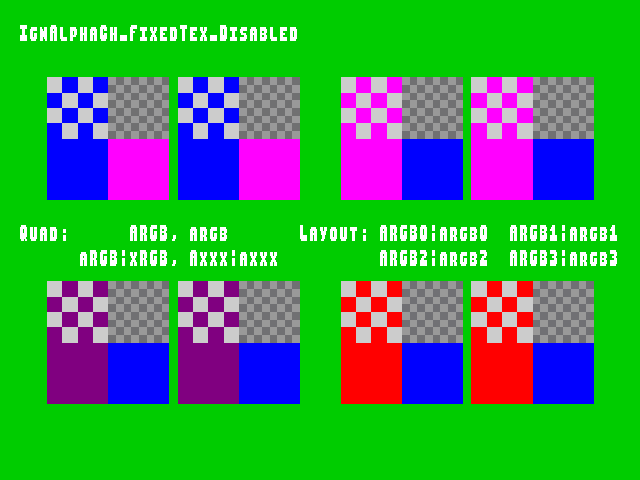 IgnAlphaCh_FixedTex_Disabled
Quad: ARGB, argb Layout: ARGB0|argb0 ARGB1|argb1
aRGB|xRGB, Axxx|axxx ARGB2|argb2 ARGB3|argb3